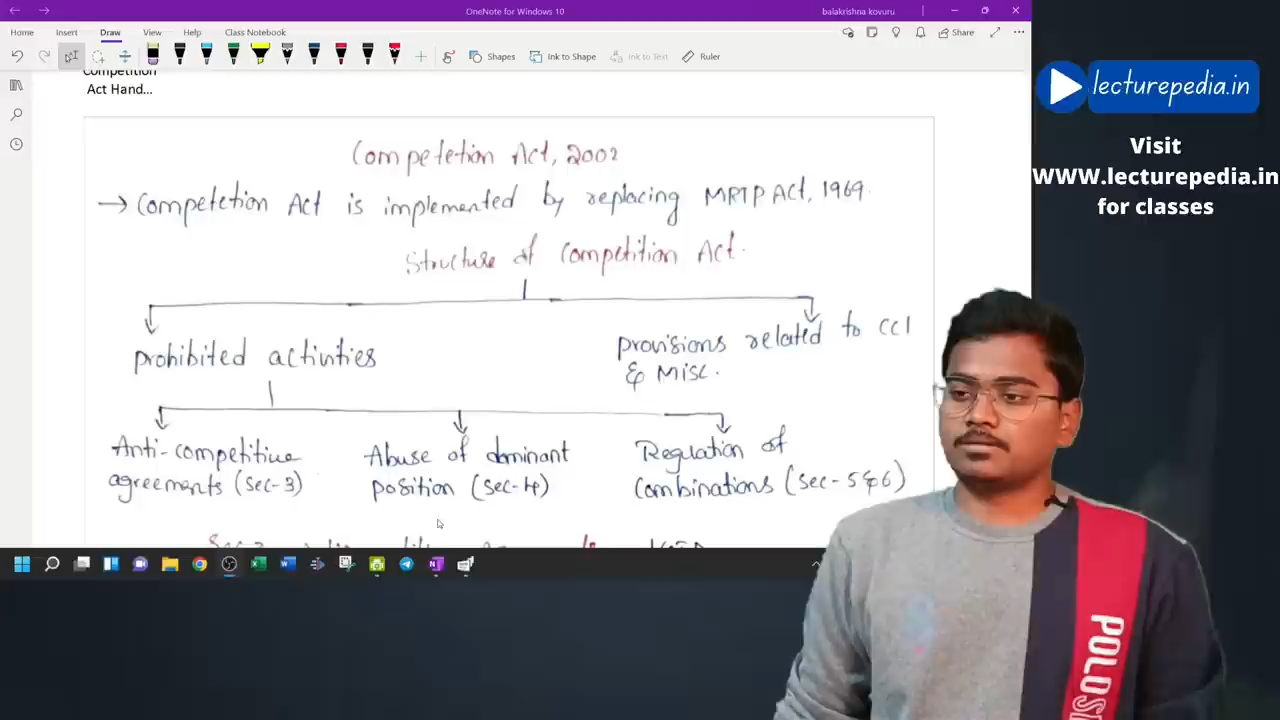 OneNote for Windows 10
balakrishna kovuru
Home Insert Draw View Help Class Notebook
Share
Shapes Ink to Shape Ink to Text Ruler
Competition
Act Hand...
Competetion Act, 2002
→ Competetion Act is implemented by replacing MRTP Act, 1969.
Structure of Competition Act.
prohibited activities
provisions related to CCI
& Misc.
Anti-competitive
agreements (Sec-3)
Abuse of dominant
position (Sec-4)
Regulation of
combinations (Sec-5&6)
lecturepedia.in
Visit
WWW.lecturepedia.in
for classes
POLOS